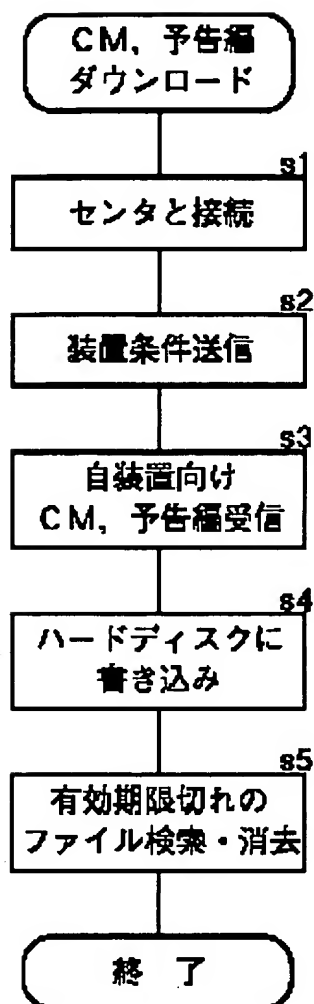 CM，予告編
ダウンロード
s1
センタと接続
s2
装置条件送信
s3
自装置向け
CM，予告編受信
s4
ハードディスクに
書き込み
s5
有効期限切れの
ファイル検索・消去
終 了